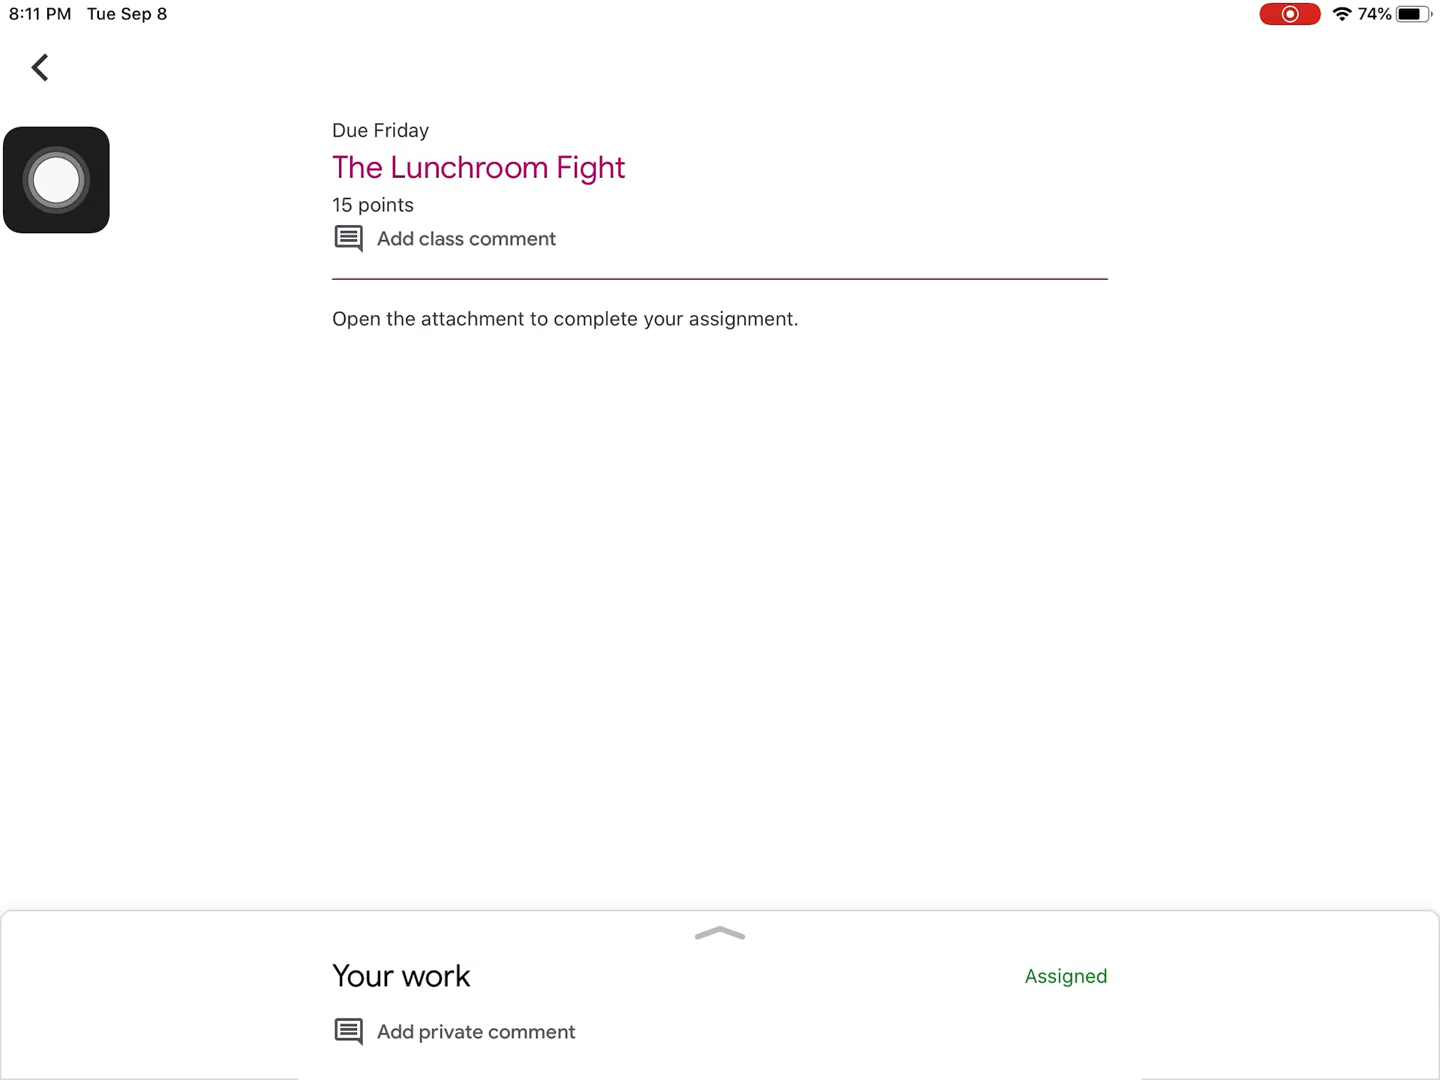 8:11 PM Tue Sep 8
74%
Due Friday
The Lunchroom Fight
15 points
Add class comment
Open the attachment to complete your assignment.
Your work
Assigned
Add private comment